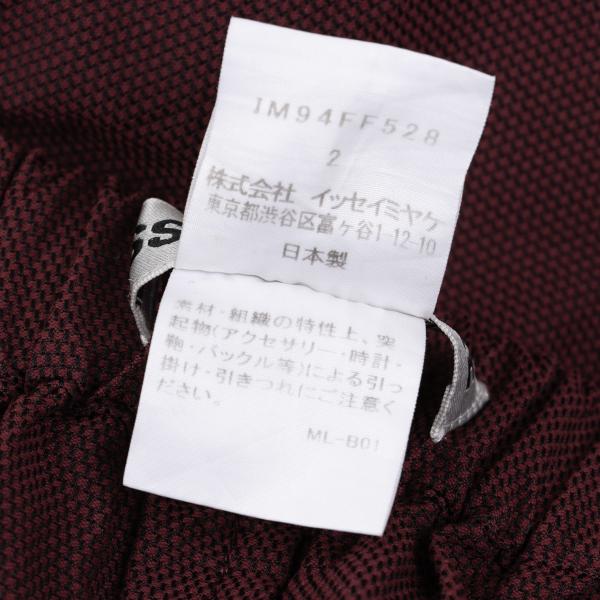 IM94FF528
2
株式会社 イッセイミヤケ
東京都渋谷区富ヶ谷1-12-10
日本製
素材・組織の特性上、突
起物(アクセサリー・時計・
鞄・バックル等)による引っ
掛け・引きつれにご注意く
ださい。
ML-B01
SS